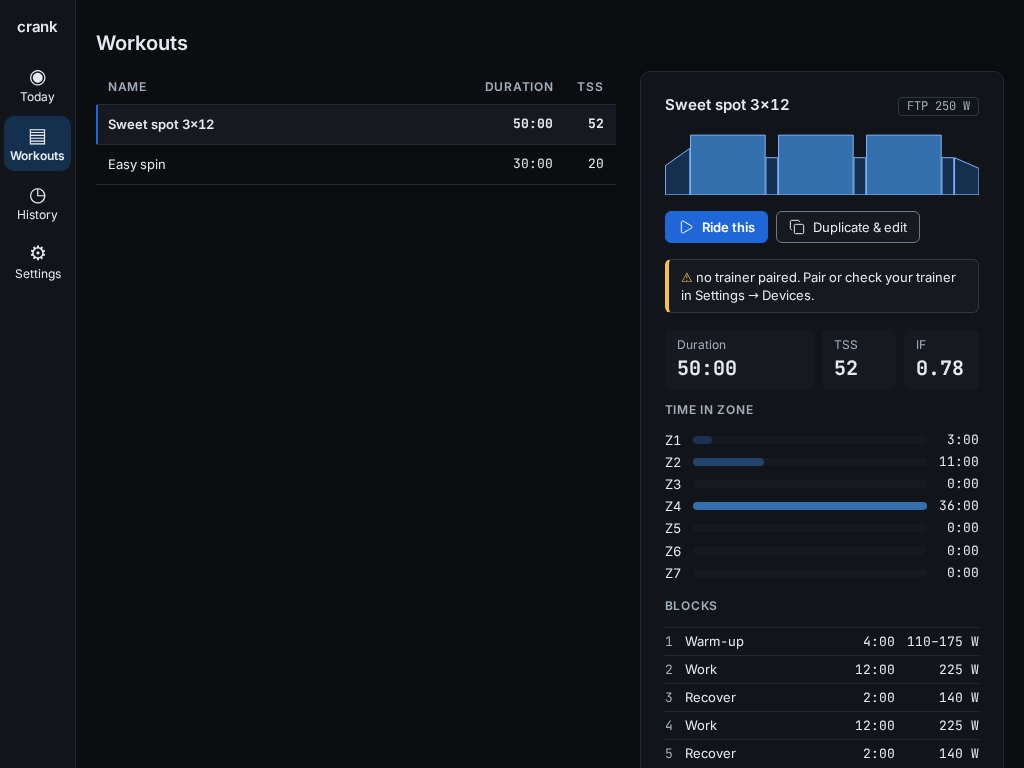 crank
Today
Workouts
History
Settings
Workouts
NAME DURATION TSS
Sweet spot 3×12 50:00 52
Easy spin 30:00 20
Sweet spot 3×12 FTP 250 W
Ride this Duplicate & edit
⚠ no trainer paired. Pair or check your trainer
in Settings → Devices.
Duration TSS IF
50:00 52 0.78
TIME IN ZONE
Z1 3:00
Z2 11:00
Z3 0:00
Z4 36:00
Z5 0:00
Z6 0:00
Z7 0:00
BLOCKS
1 Warm-up 4:00 110–175 W
2 Work 12:00 225 W
3 Recover 2:00 140 W
4 Work 12:00 225 W
5 Recover 2:00 140 W